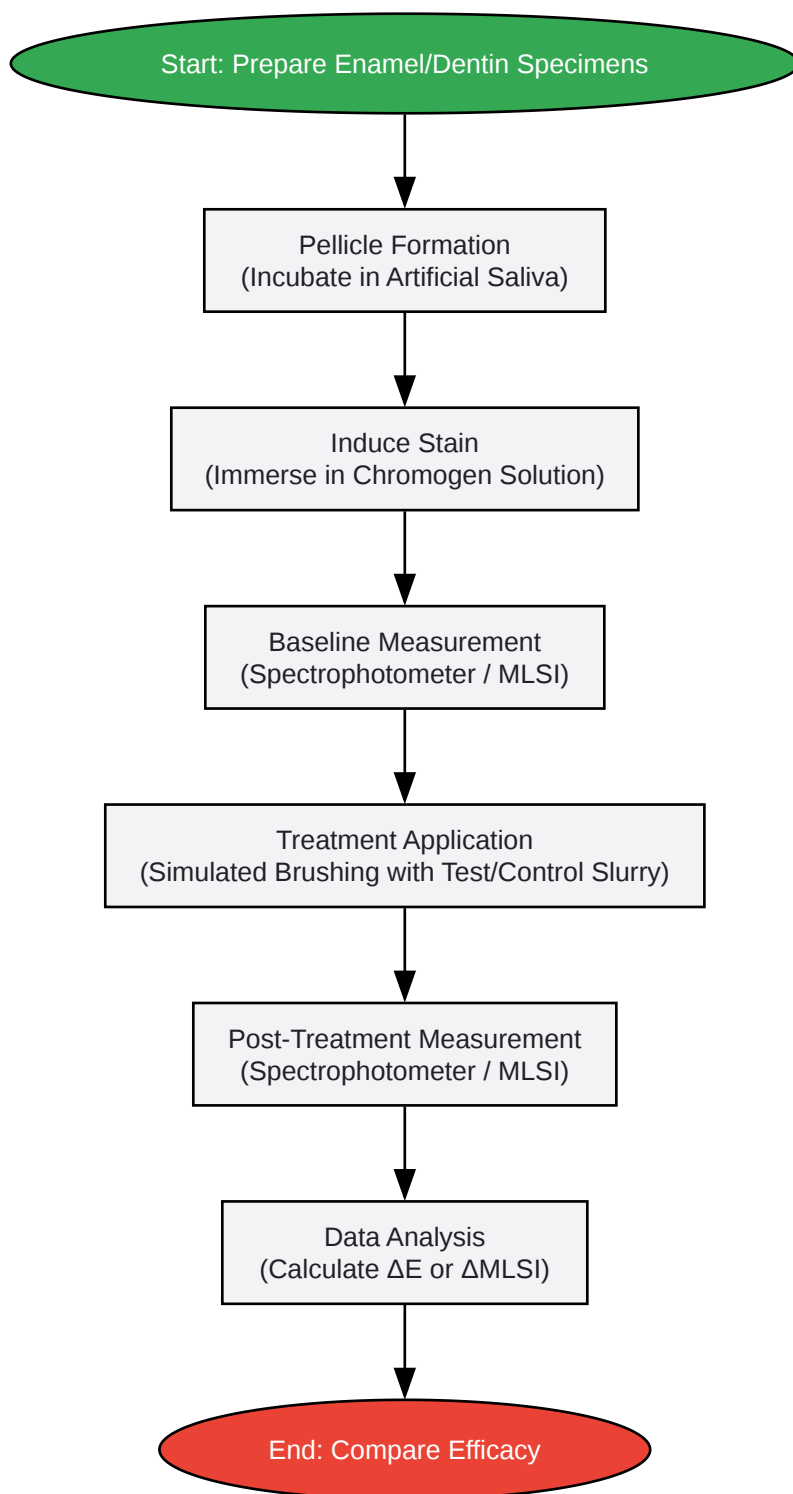 Start: Prepare Enamel/Dentin Specimens
Pellicle Formation
(Incubate in Artificial Saliva)
Induce Stain
(Immerse in Chromogen Solution)
Baseline Measurement
(Spectrophotometer / MLSI)
Treatment Application
(Simulated Brushing with Test/Control Slurry)
Post-Treatment Measurement
(Spectrophotometer / MLSI)
Data Analysis
(Calculate ΔE or ΔMLSI)
End: Compare Efficacy